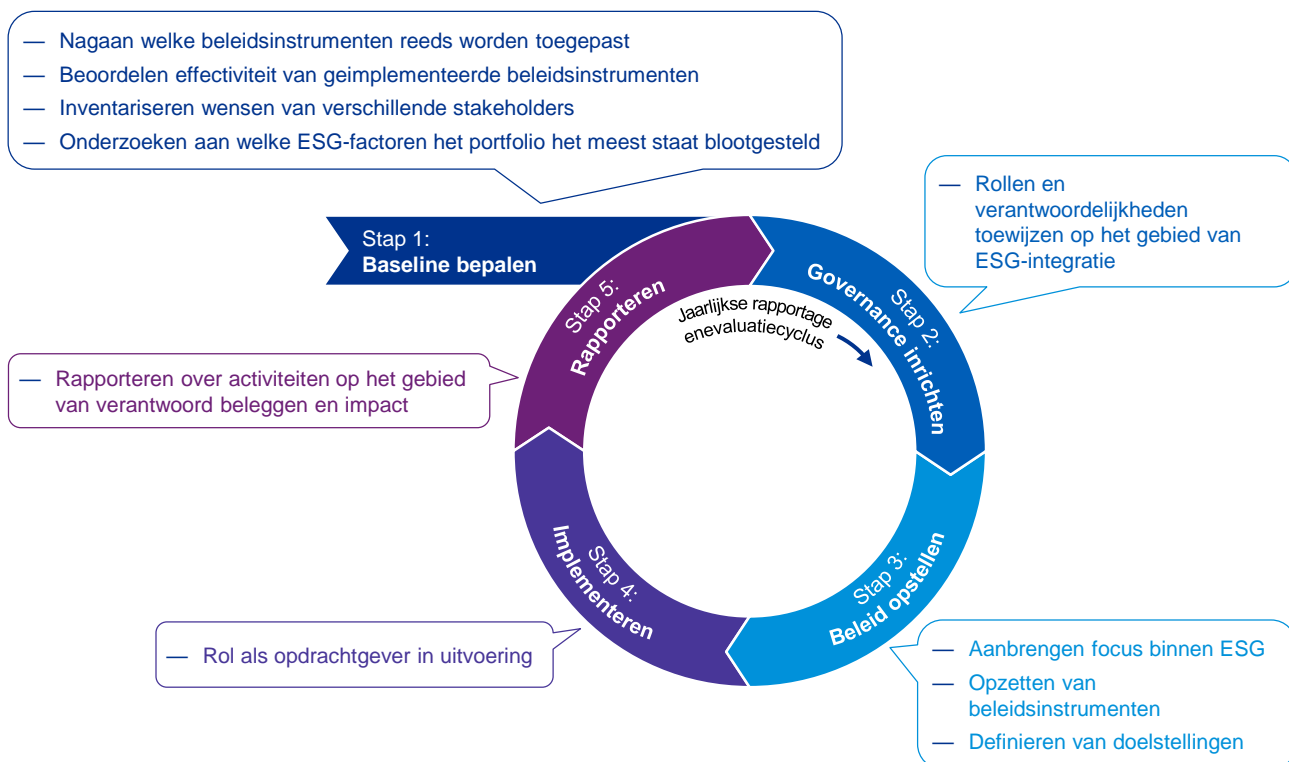 — Nagaan welke beleidsinstrumenten reeds worden toegepast
— Beoordelen effectiviteit van geimplementeerde beleidsinstrumenten
— Inventariseren wensen van verschillende stakeholders
— Onderzoeken aan welke ESG-factoren het portfolio het meest staat blootgesteld
Stap 1:
Baseline bepalen
— Rollen en
verantwoordelijkheden
toewijzen op het gebied van
ESG-integratie
Stap 2:
Governance inrichten
Jaarlijkse rapportage
enevaluatiecyclus
Stap 3:
Beleid opstellen
— Aanbrengen focus binnen ESG
— Opzetten van
beleidsinstrumenten
— Definieren van doelstellingen
Stap 4:
Implementeren
— Rol als opdrachtgever in uitvoering
Stap 5:
Rapporteren
— Rapporteren over activiteiten op het gebied
van verantwoord beleggen en impact